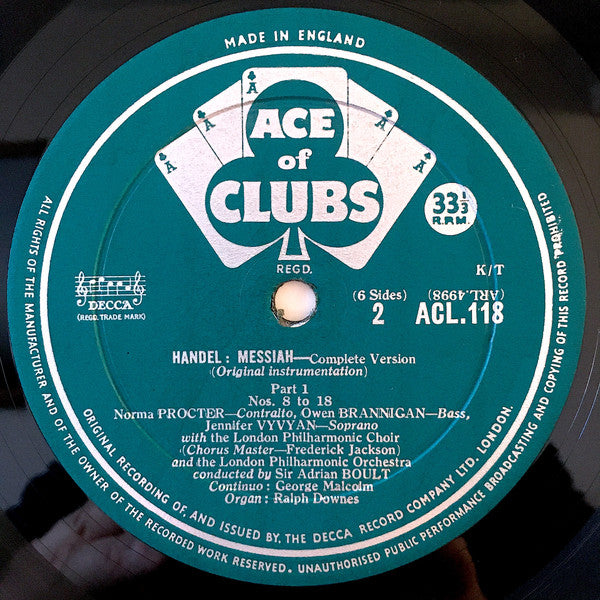 MADE IN ENGLAND
A A A A A
ACE
of
CLUBS
REGD.
33 1/3
R.P.M.
DECCA
(REGD. TRADE MARK)
K/T
(6 Sides) (ARL.4998)
2 ACL.118
HANDEL : MESSIAH—Complete Version
(Original instrumentation)
Part 1
Nos. 8 to 18
Norma PROCTER—Contralto, Owen BRANNIGAN—Bass,
Jennifer VYVYAN—Soprano
with the London Philharmonic Choir
(Chorus Master—Frederick Jackson)
and the London Philharmonic Orchestra
conducted by Sir Adrian BOULT
Continuo : George Malcolm
Organ : Ralph Downes
ORIGINAL RECORDING OF, AND ISSUED BY, THE DECCA RECORD COMPANY LTD. LONDON.
ALL RIGHTS OF THE MANUFACTURER AND OF THE OWNER OF THE RECORDED WORK RESERVED. UNAUTHORISED PUBLIC PERFORMANCE BROADCASTING AND COPYING OF THIS RECORD PROHIBITED